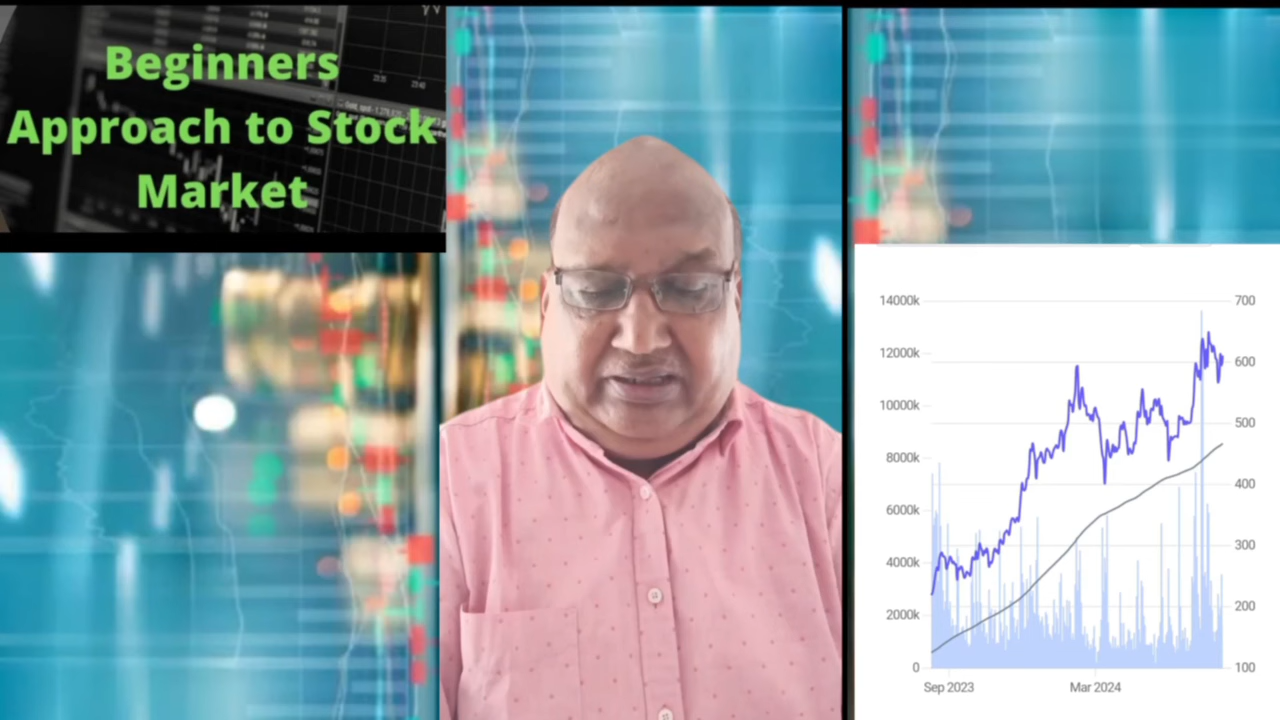 Beginners
Approach to Stock
Market
14000k
700
12000k
600
10000k
500
8000k
400
6000k
300
4000k
200
2000k
0
100
Sep 2023
Mar 2024